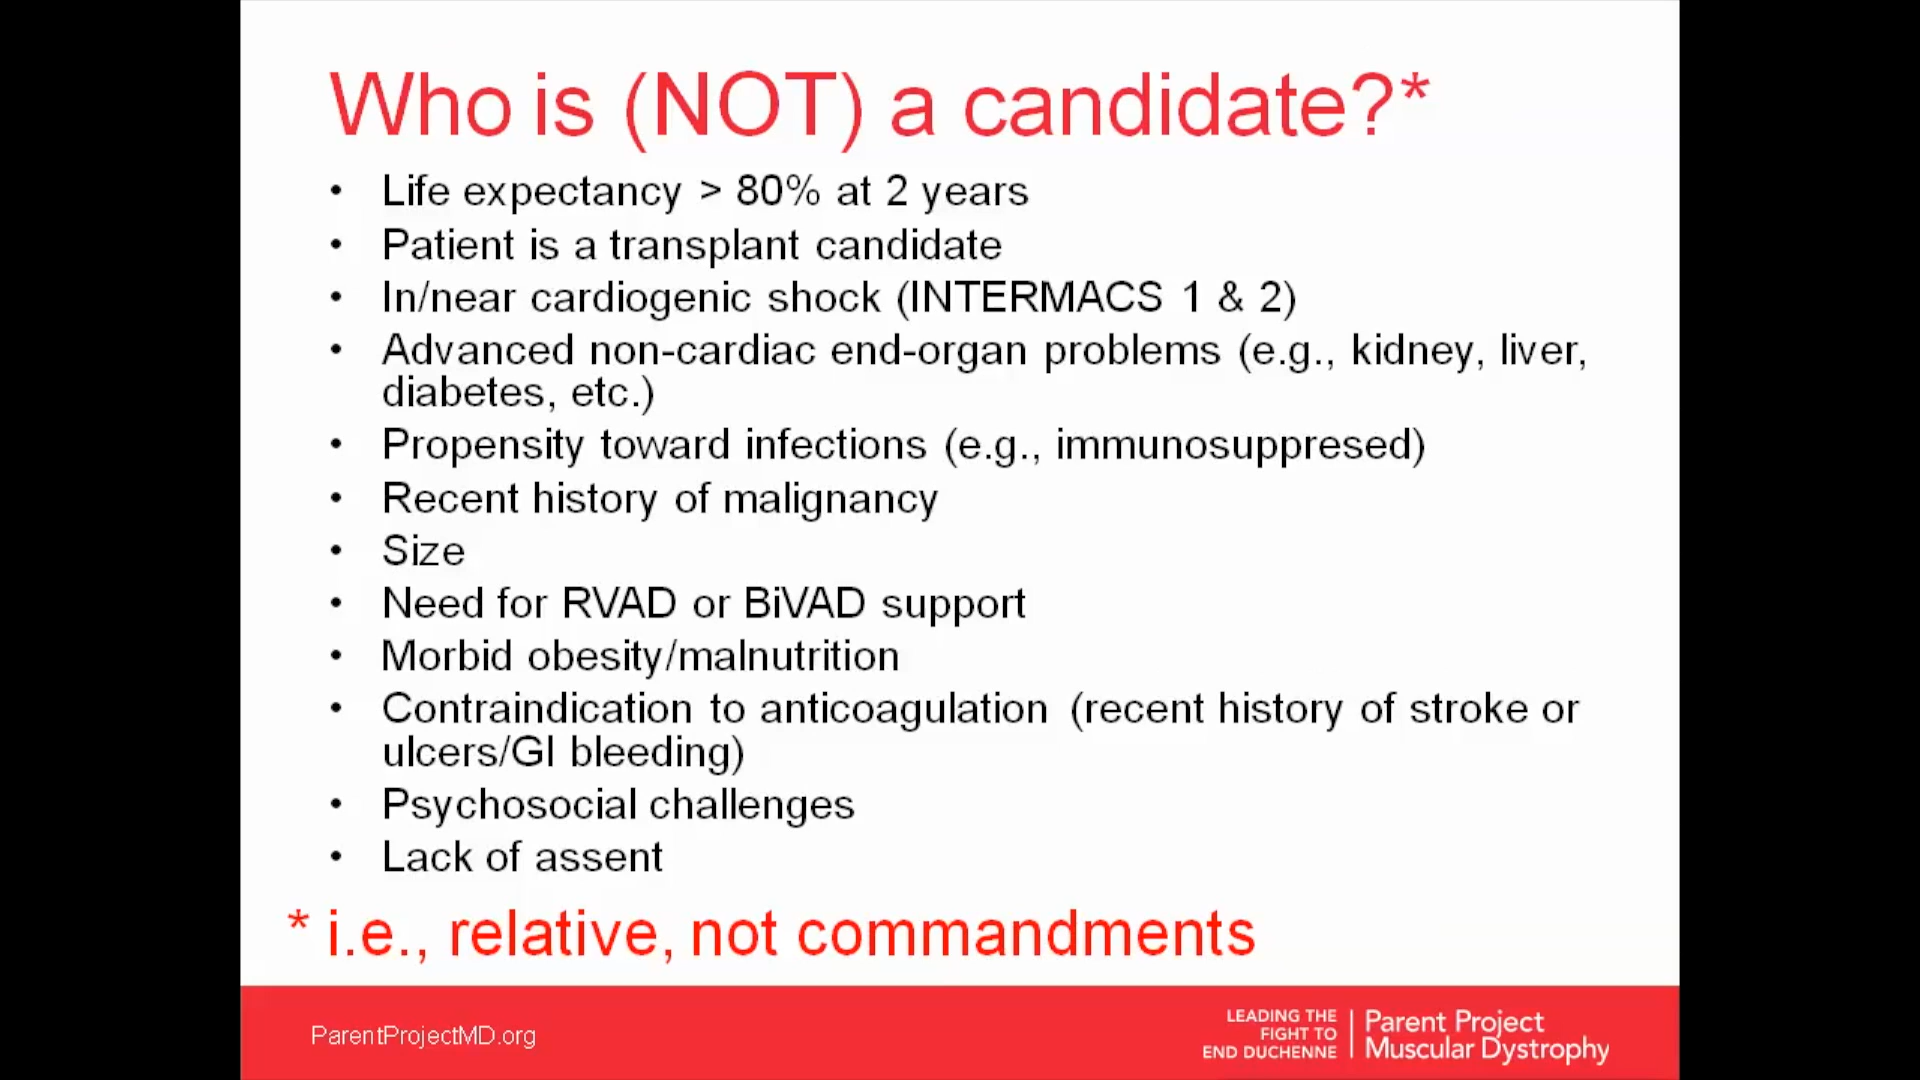 Who is (NOT) a candidate?*
• Life expectancy > 80% at 2 years
• Patient is a transplant candidate
• In/near cardiogenic shock (INTERMACS 1 & 2)
• Advanced non-cardiac end-organ problems (e.g., kidney, liver,
diabetes, etc.)
• Propensity toward infections (e.g., immunosuppresed)
• Recent history of malignancy
• Size
• Need for RVAD or BiVAD support
• Morbid obesity/malnutrition
• Contraindication to anticoagulation (recent history of stroke or
ulcers/GI bleeding)
• Psychosocial challenges
• Lack of assent
* i.e., relative, not commandments
ParentProjectMD.org
LEADING THE
FIGHT TO
END DUCHENNE
Parent Project
Muscular Dystrophy